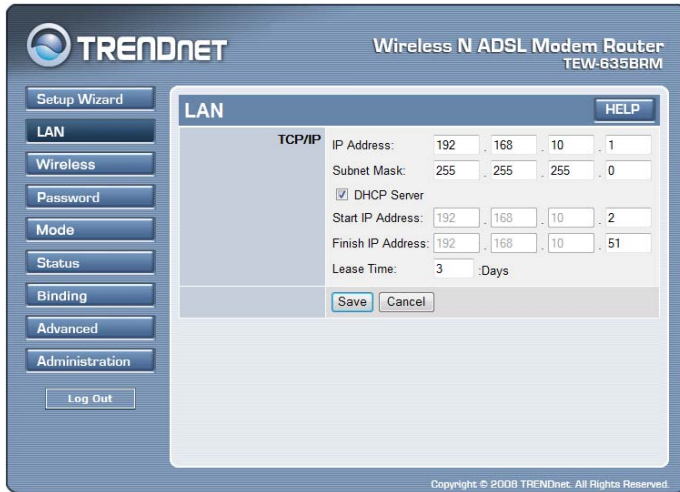 TRENDNET
Wireless N ADSL Modem Router
TEW-635BRM
Setup Wizard
LAN
Wireless
Password
Mode
Status
Binding
Advanced
Administration
Log Out
LAN
HELP
TCP/IP
IP Address: 192 . 168 . 10 . 1
Subnet Mask: 255 . 255 . 255 . 0
DHCP Server
Start IP Address: 192 . 168 . 10 . 2
Finish IP Address: 192 . 168 . 10 . 51
Lease Time: 3 :Days
Save Cancel
Copyright © 2008 TRENDnet. All Rights Reserved.